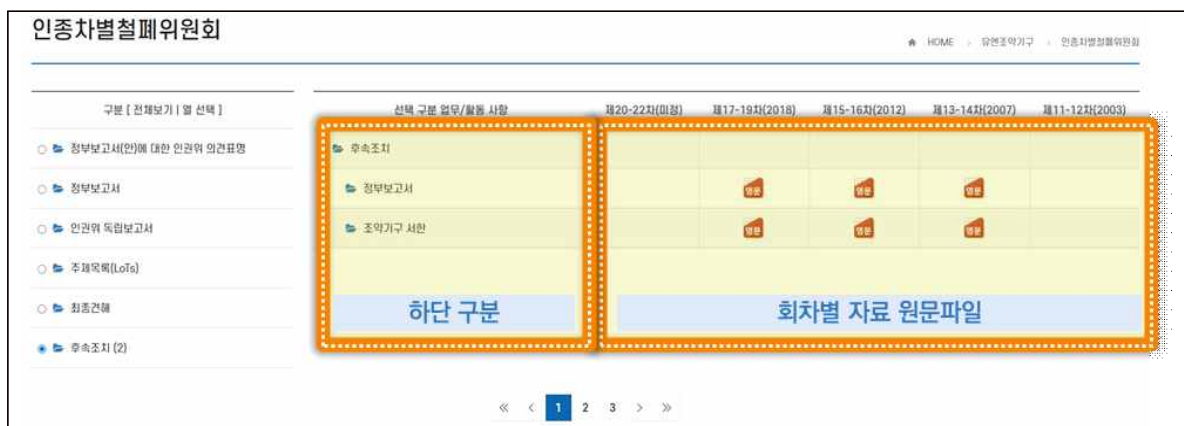 인종차별철폐위원회
HOME > 유엔조약기구 > 인종차별철폐위원회
구분 [ 전체보기 | 열 선택 ]
선택 구분 업무/활동 사항 제20-22차(미정) 제17-19차(2018) 제15-16차(2012) 제13-14차(2007) 제11-12차(2003)
정부보고서(안)에 대한 인권위 의견표명 후속조치
정부보고서 정부보고서 영문 영문 영문
인권위 독립보고서 조약기구 서한 영문 영문 영문
주제목록(LoTs)
최종견해 하단 구분 회차별 자료 원문파일
후속조치 (2)
« < 1 2 3 > »